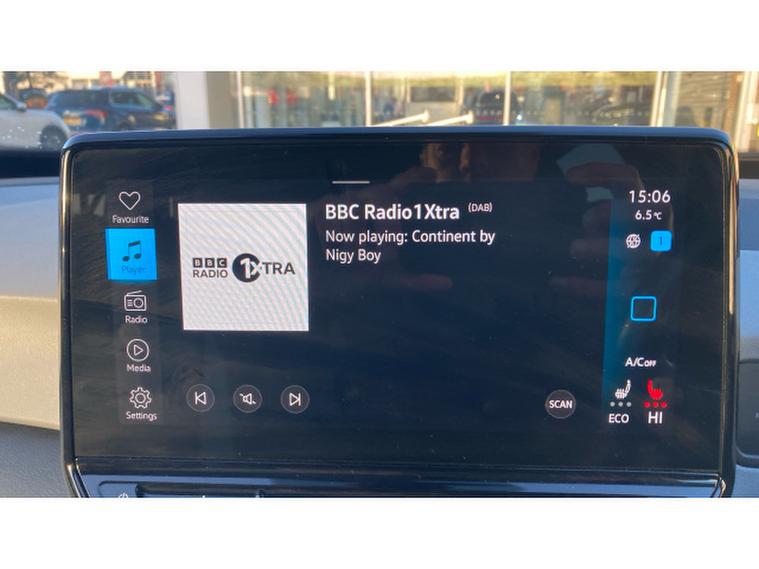 Favourite
Player
Radio
Media
Settings
BBC
RADIO
1XTRA
BBC Radio1Xtra (DAB)
Now playing: Continent by
Nigy Boy
SCAN
15:06
6.5°C
1
A/C OFF
ECO
HI